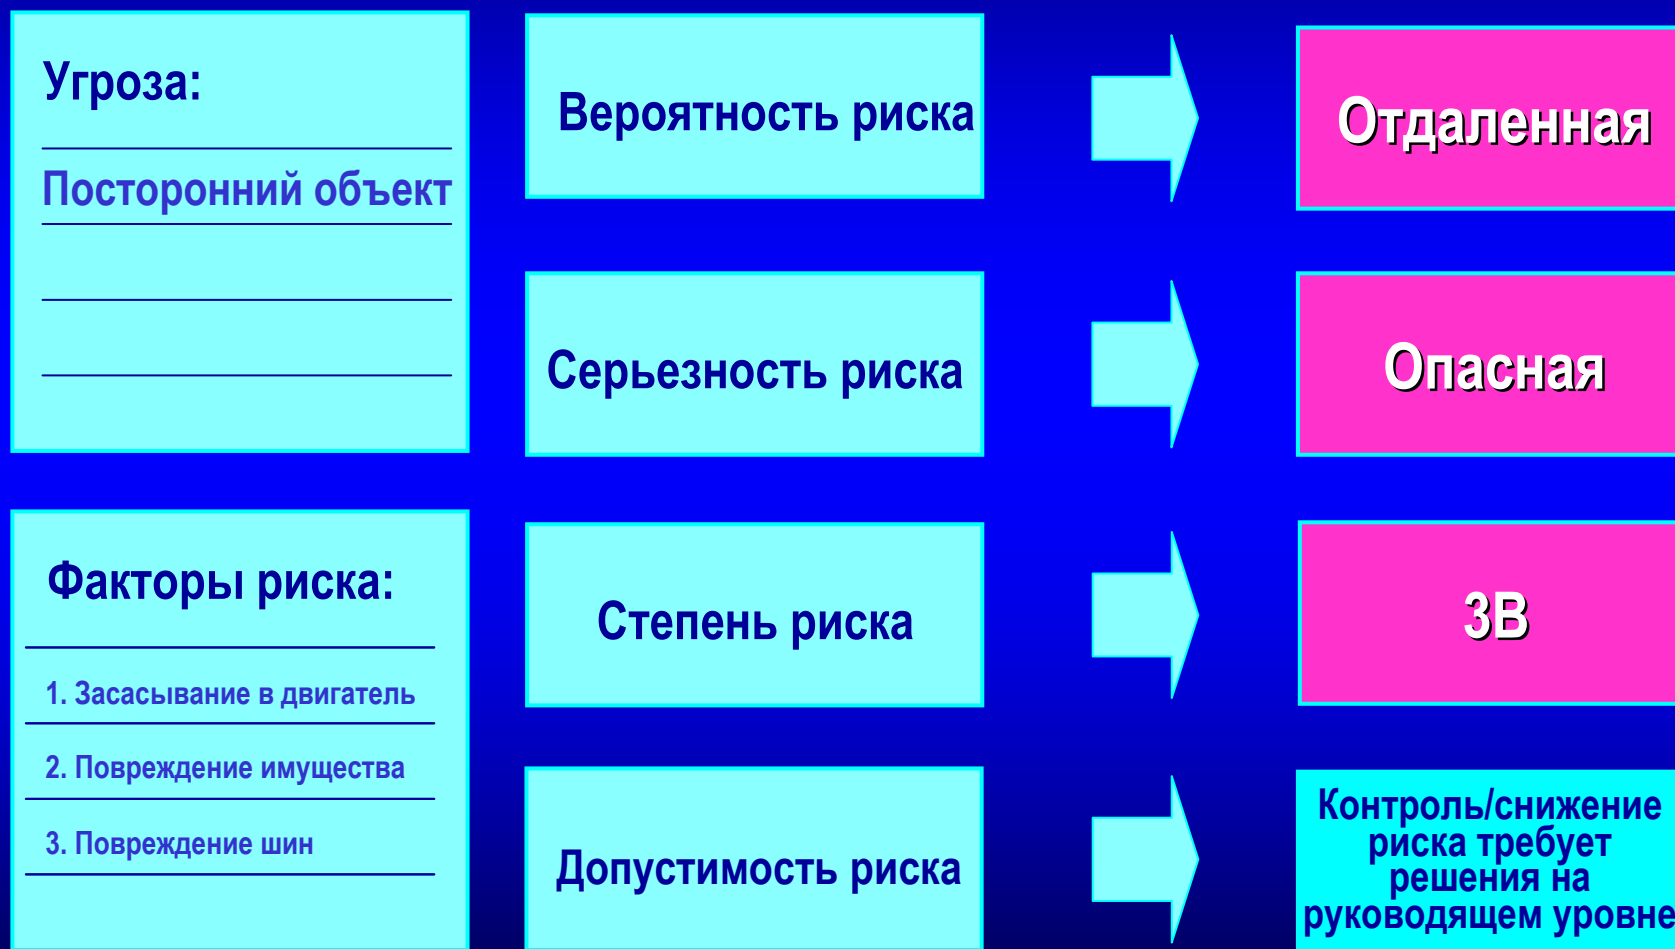 Угроза:
Посторонний объект
Вероятность риска
Отдаленная
Серьезность риска
Опасная
Факторы риска:
1. Засасывание в двигатель
2. Повреждение имущества
3. Повреждение шин
Степень риска
3B
Допустимость риска
Контроль/снижение
риска требует
решения на
руководящем уровне